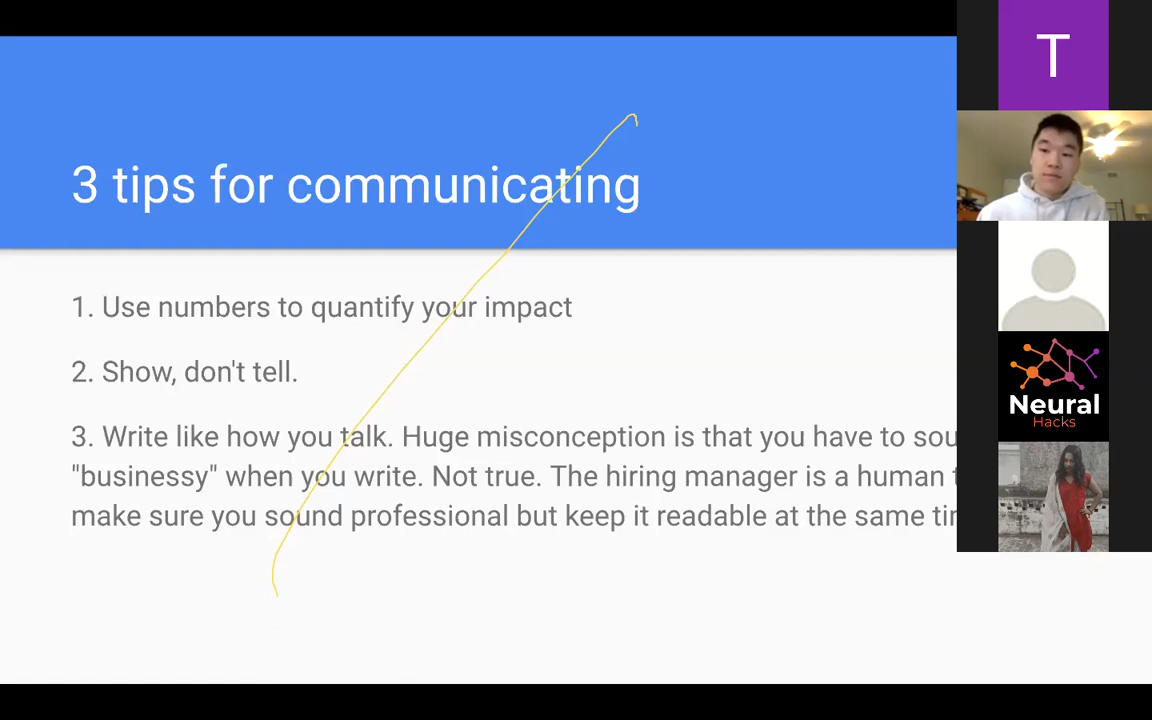 3 tips for communicating
1. Use numbers to quantify your impact
2. Show, don't tell.
3. Write like how you talk. Huge misconception is that you have to
"businessy" when you write. Not true. The hiring manager is a human
make sure you sound professional but keep it readable at the same
T
Neural
Hacks